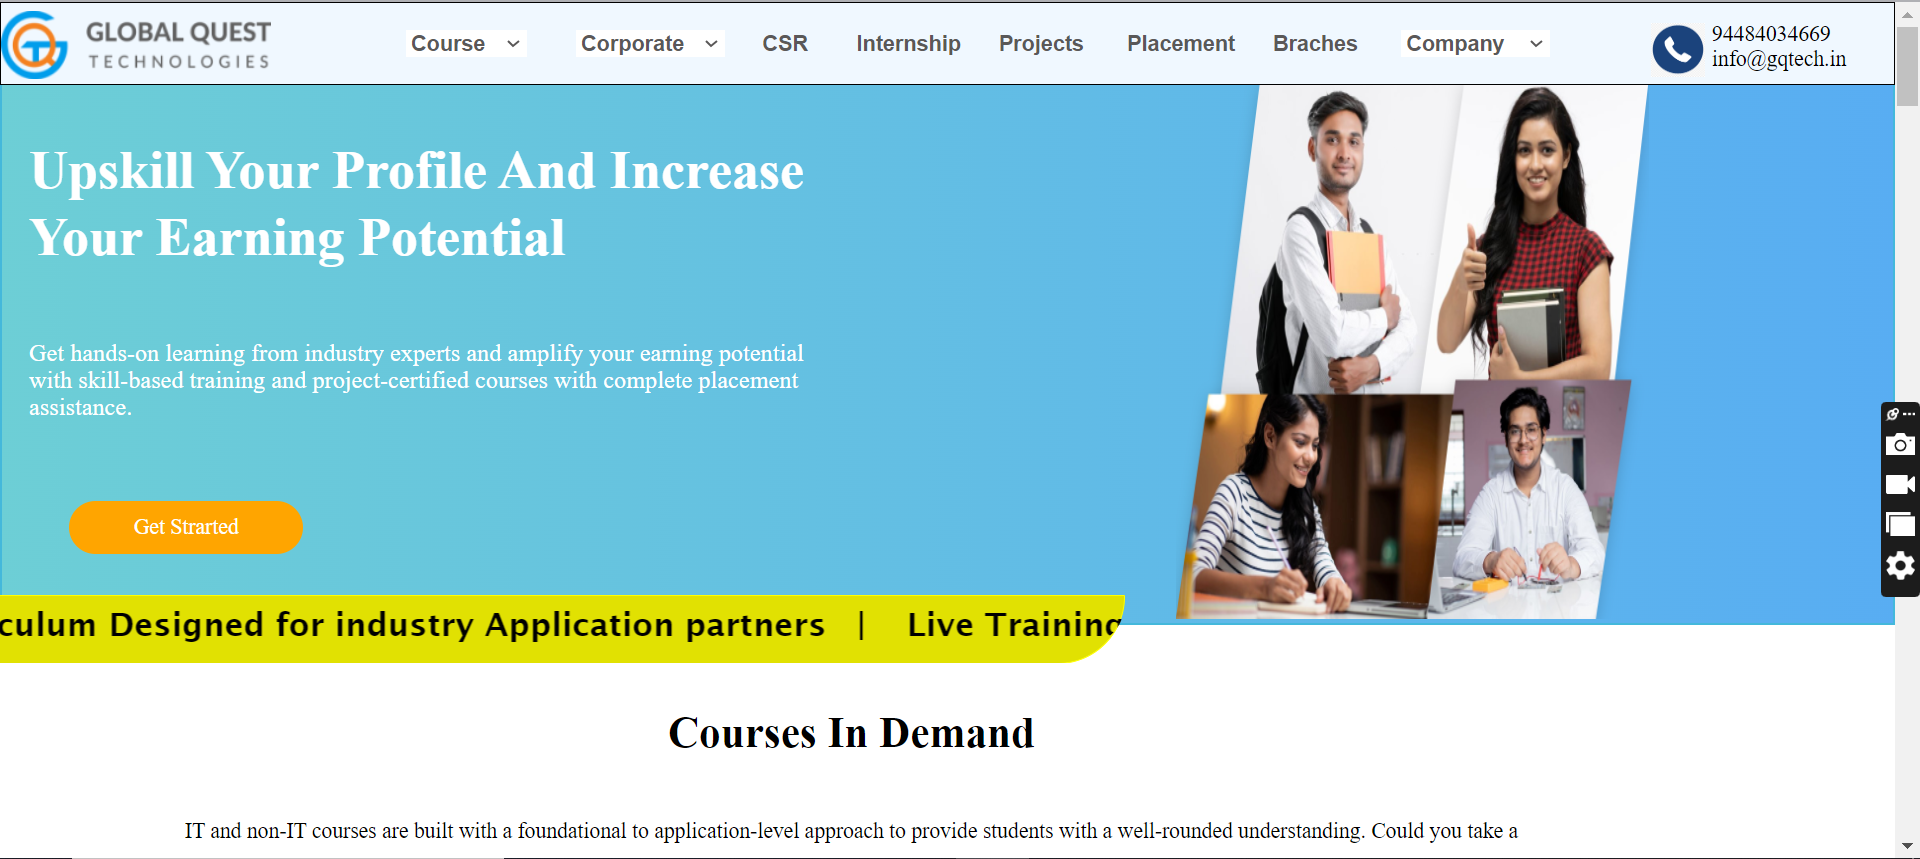 GLOBAL QUEST
TECHNOLOGIES
Course
Corporate
CSR
Internship
Projects
Placement
Braches
Company
94484034669
info@gqtech.in
Upskill Your Profile And Increase
Your Earning Potential
Get hands-on learning from industry experts and amplify your earning potential
with skill-based training and project-certified courses with complete placement
assistance.
Get Strarted
culum Designed for industry Application partners | Live Training
Courses In Demand
IT and non-IT courses are built with a foundational to application-level approach to provide students with a well-rounded understanding. Could you take a